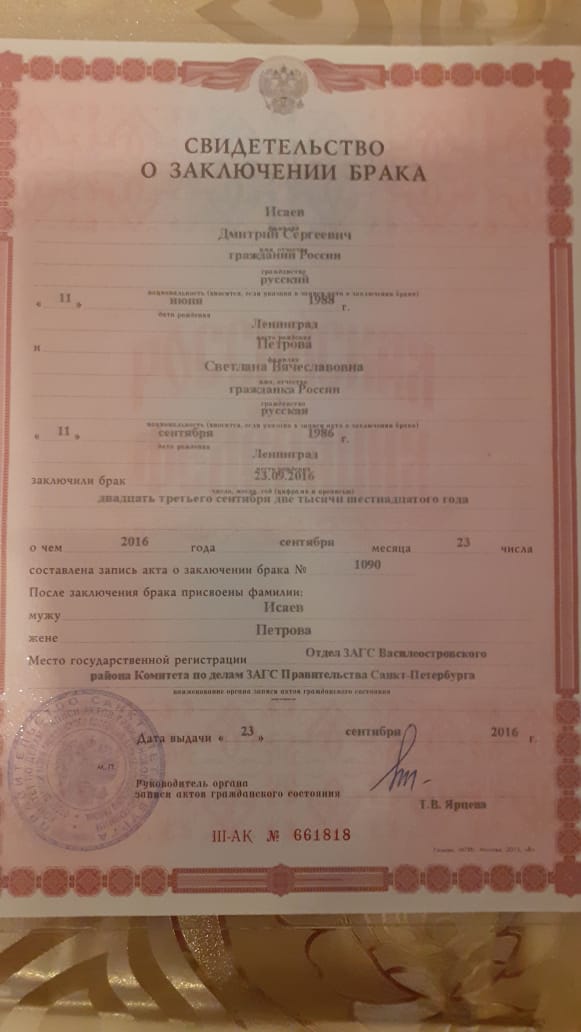 СВИДЕТЕЛЬСТВО
О ЗАКЛЮЧЕНИИ БРАКА
Исаев
фамилия
Дмитрий Сергеевич
имя, отчество
гражданин России
гражданство
русский
национальность (вносится, если указана в записи акта о заключении брака)
« 11 » июня 1988 г.
дата рождения
Ленинград
место рождения
и Петрова
фамилия
Светлана Вячеславовна
имя, отчество
гражданка России
гражданство
русская
национальность (вносится, если указана в записи акта о заключении брака)
« 11 » сентября 1986 г.
дата рождения
Ленинград
место рождения
заключили брак 23.09.2016
число, месяц, год (цифрами и прописью)
двадцать третьего сентября две тысячи шестнадцатого года
о чем 2016 года сентября месяца 23 числа
составлена запись акта о заключении брака № 1090
После заключения брака присвоены фамилии:
мужу Исаев
жене Петрова
Место государственной регистрации Отдел ЗАГС Василеостровского
района Комитета по делам ЗАГС Правительства Санкт-Петербурга
наименование органа записи актов гражданского состояния
Дата выдачи « 23 » сентября 2016 г.
М.П.
Руководитель органа
записи актов гражданского состояния
Т.В. Ярцева
III-АК № 661818